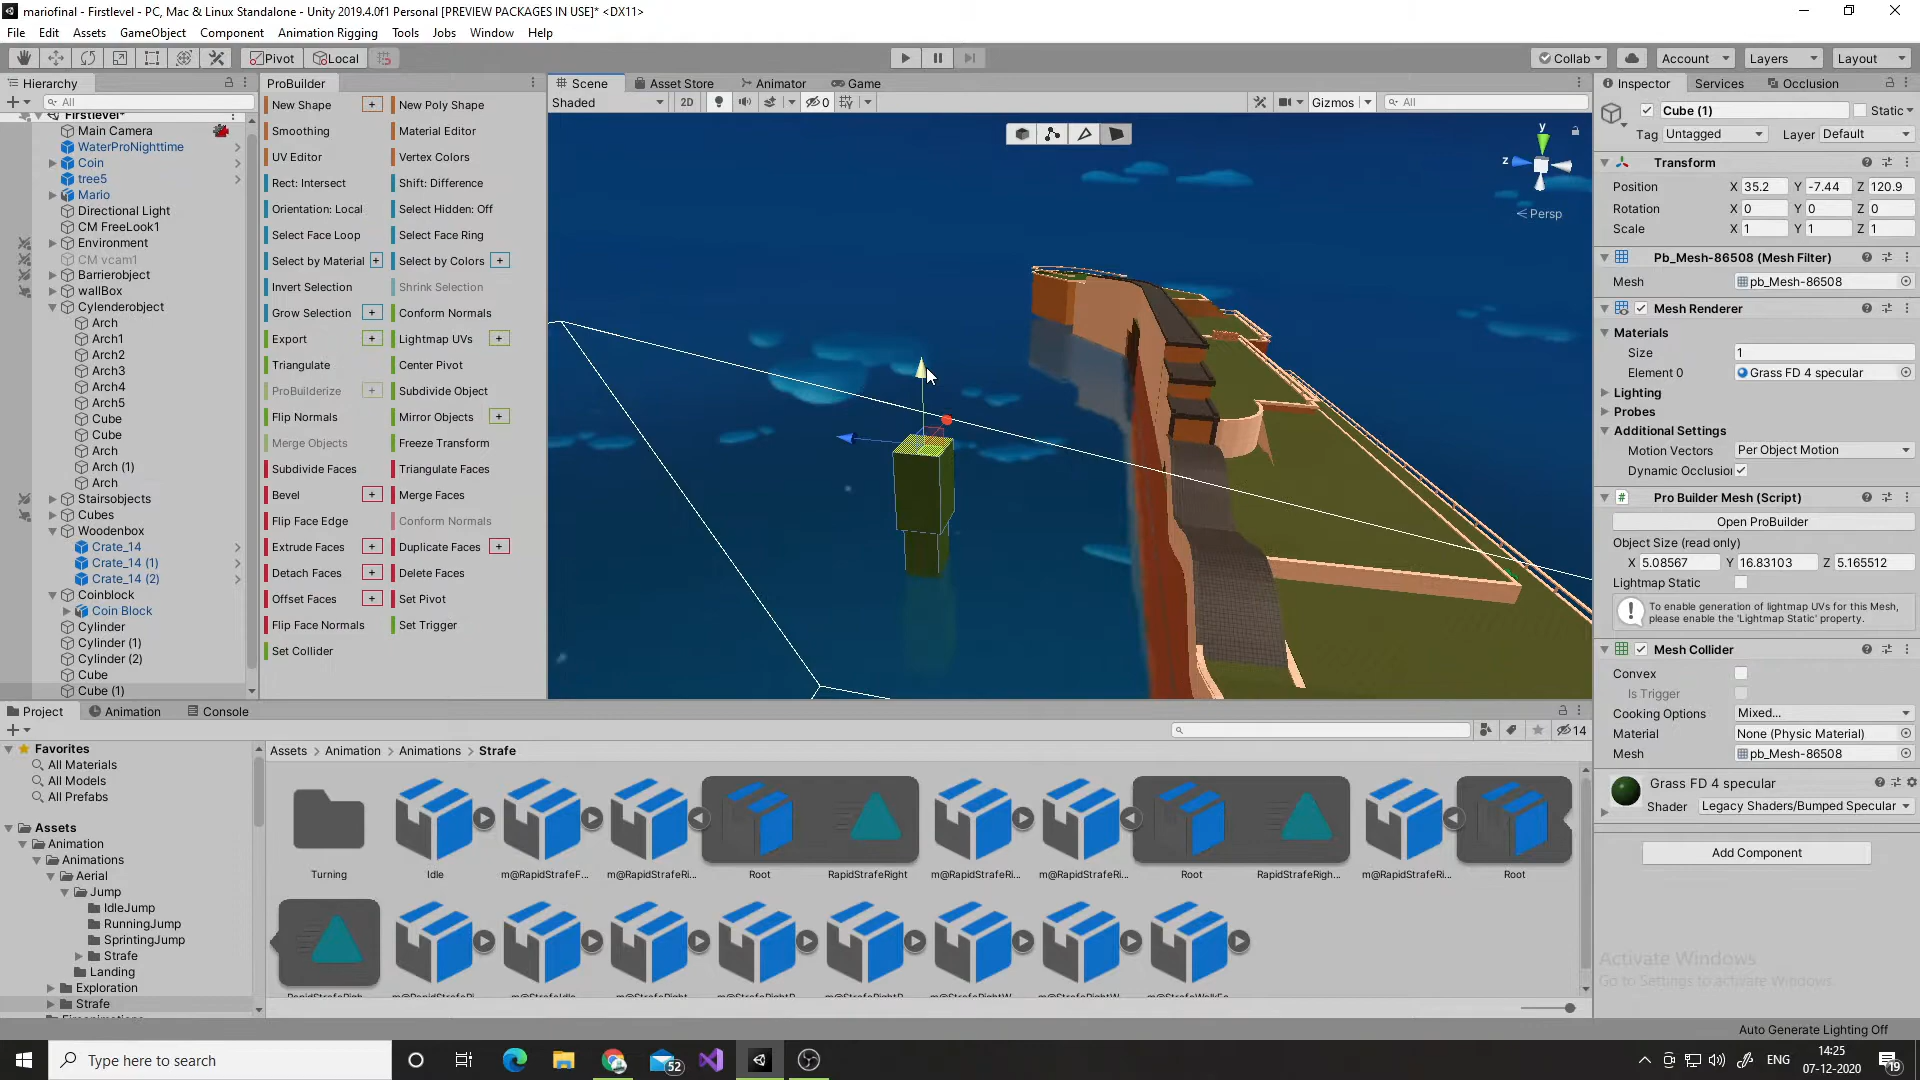 mariofinal - Firstlevel - PC, Mac & Linux Standalone - Unity 2019.4.0f1 Personal [PREVIEW PACKAGES IN USE]* <DX11>
File Edit Assets GameObject Component Animation Rigging Tools Jobs Window Help
Pivot Local Collab Account Layers Layout
Hierarchy
All
Firstlevel*
Main Camera
WaterProNighttime
Coin
tree5
Mario
Directional Light
CM FreeLook1
Environment
CM vcam1
Barrierobject
wallBox
Cylenderobject
Arch
Arch1
Arch2
Arch3
Arch4
Arch5
Cube
Cube
Arch
Arch (1)
Arch
Stairsobjects
Cubes
Woodenbox
Crate_14
Crate_14 (1)
Crate_14 (2)
Coinblock
Coin Block
Cylinder
Cylinder (1)
Cylinder (2)
Cube
Cube (1)
ProBuilder
New Shape + New Poly Shape
Smoothing Material Editor
UV Editor Vertex Colors
Rect: Intersect Shift: Difference
Orientation: Local Select Hidden: Off
Select Face Loop Select Face Ring
Select by Material + Select by Colors +
Invert Selection Shrink Selection
Grow Selection + Conform Normals
Export + Lightmap UVs +
Triangulate Center Pivot
ProBuilderize + Subdivide Object
Flip Normals Mirror Objects +
Merge Objects Freeze Transform
Subdivide Faces Triangulate Faces
Bevel + Merge Faces
Flip Face Edge Conform Normals
Extrude Faces + Duplicate Faces +
Detach Faces + Delete Faces
Offset Faces + Set Pivot
Flip Face Normals Set Trigger
Set Collider
Scene Asset Store Animator Game
Shaded 2D 0 Gizmos All
y
z
Persp
Inspector Services Occlusion
Cube (1) Static
Tag Untagged Layer Default
Transform
Position X 35.2 Y -7.44 Z 120.9
Rotation X 0 Y 0 Z 0
Scale X 1 Y 1 Z 1
Pb_Mesh-86508 (Mesh Filter)
Mesh pb_Mesh-86508
Mesh Renderer
Materials
Size 1
Element 0 Grass FD 4 specular
Lighting
Probes
Additional Settings
Motion Vectors Per Object Motion
Dynamic Occlusio
Pro Builder Mesh (Script)
Open ProBuilder
Object Size (read only)
X 5.08567 Y 16.83103 Z 5.165512
Lightmap Static
To enable generation of lightmap UVs for this Mesh,
please enable the 'Lightmap Static' property.
Mesh Collider
Convex
Is Trigger
Cooking Options Mixed...
Material None (Physic Material)
Mesh pb_Mesh-86508
Grass FD 4 specular
Shader Legacy Shaders/Bumped Specular
Add Component
Activate Windows
Go to Settings to activate Windows.
Project Animation Console
14
Favorites
All Materials
All Models
All Prefabs
Assets
Animation
Animations
Aerial
Jump
IdleJump
RunningJump
SprintingJump
Strafe
Landing
Exploration
Strafe
Assets > Animation > Animations > Strafe
Turning Idle m@RapidStrafeF... m@RapidStrafeRi... Root RapidStrafeRight m@RapidStrafeRi... m@RapidStrafeRi... Root RapidStrafeRigh... m@RapidStrafeRi... Root
Auto Generate Lighting Off
Type here to search
52
ENG
14:25
07-12-2020
19